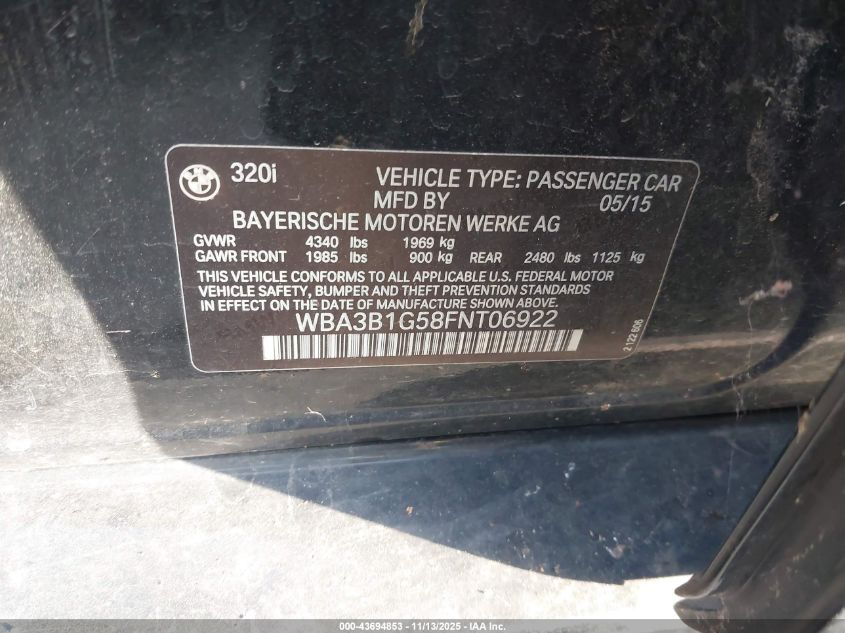 320i
VEHICLE TYPE: PASSENGER CAR
MFD BY 05/15
BAYERISCHE MOTOREN WERKE AG
GVWR 4340 lbs 1969 kg
GAWR FRONT 1985 lbs 900 kg REAR 2480 lbs 1125 kg
THIS VEHICLE CONFORMS TO ALL APPLICABLE U.S. FEDERAL MOTOR
VEHICLE SAFETY, BUMPER AND THEFT PREVENTION STANDARDS
IN EFFECT ON THE DATE OF MANUFACTURE SHOWN ABOVE.
WBA3B1G58FNT06922
2 122 606
000-43694853 - 11/13/2025 - IAA Inc.